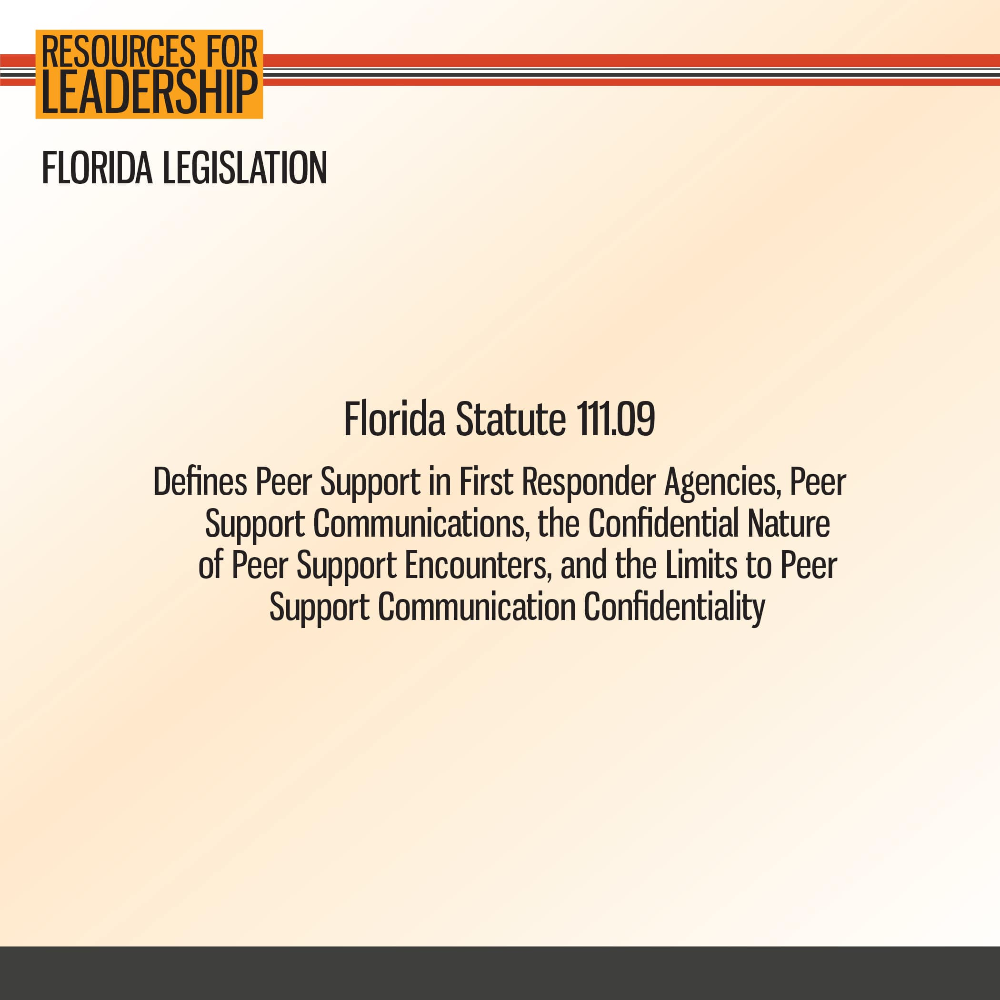 RESOURCES FOR
LEADERSHIP
FLORIDA LEGISLATION
Florida Statute 111.09
Defines Peer Support in First Responder Agencies, Peer
Support Communications, the Confidential Nature
of Peer Support Encounters, and the Limits to Peer
Support Communication Confidentiality